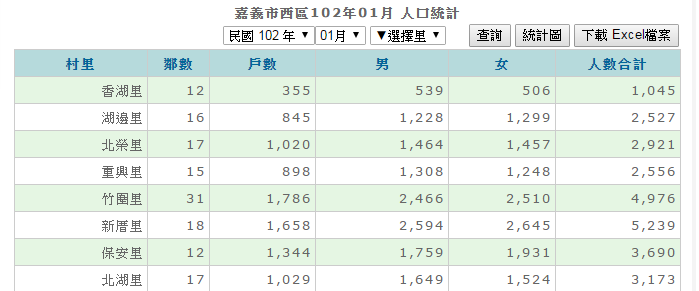 嘉義市西區102年01月 人口統計
民國 102 年 ▼ 01月 ▼ ▼選擇里 ▼ 查詢 統計圖 下載 Excel檔案
村里 鄰數 戶數 男 女 人數合計
香湖里 12 355 539 506 1,045
湖邊里 16 845 1,228 1,299 2,527
北榮里 17 1,020 1,464 1,457 2,921
重興里 15 898 1,308 1,248 2,556
竹圍里 31 1,786 2,466 2,510 4,976
新厝里 18 1,658 2,594 2,645 5,239
保安里 12 1,344 1,759 1,931 3,690
北湖里 17 1,029 1,649 1,524 3,173